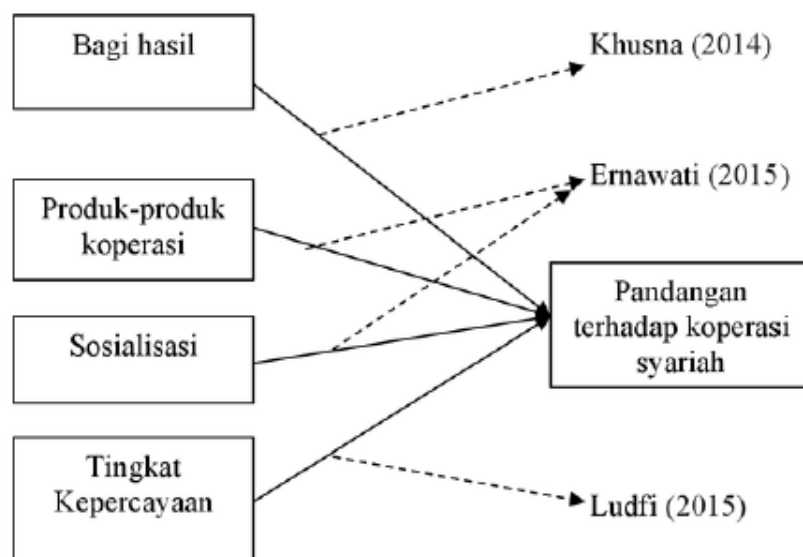 Bagi hasil
Khusna (2014)
Produk-produk
koperasi
Ernawati (2015)
Sosialisasi
Pandangan
terhadap koperasi
syariah
Tingkat
Kepercayaan
Ludfi (2015)